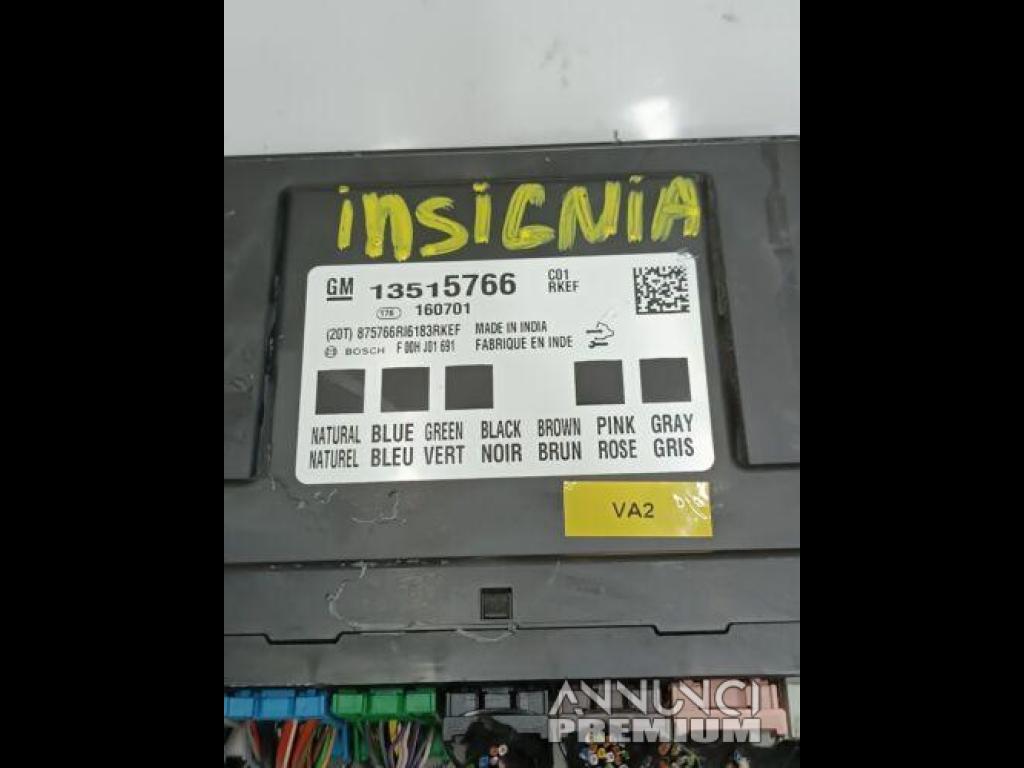 iNSiGNiA
GM 13515766 C01
RKEF
176 160701
(20T) 875766RI6183RKEF MADE IN INDIA
BOSCH F 00H J01 691 FABRIQUE EN INDE
NATURAL BLUE GREEN BLACK BROWN PINK GRAY
NATUREL BLEU VERT NOIR BRUN ROSE GRIS
VA2
ANNUNCI
PREMIUM